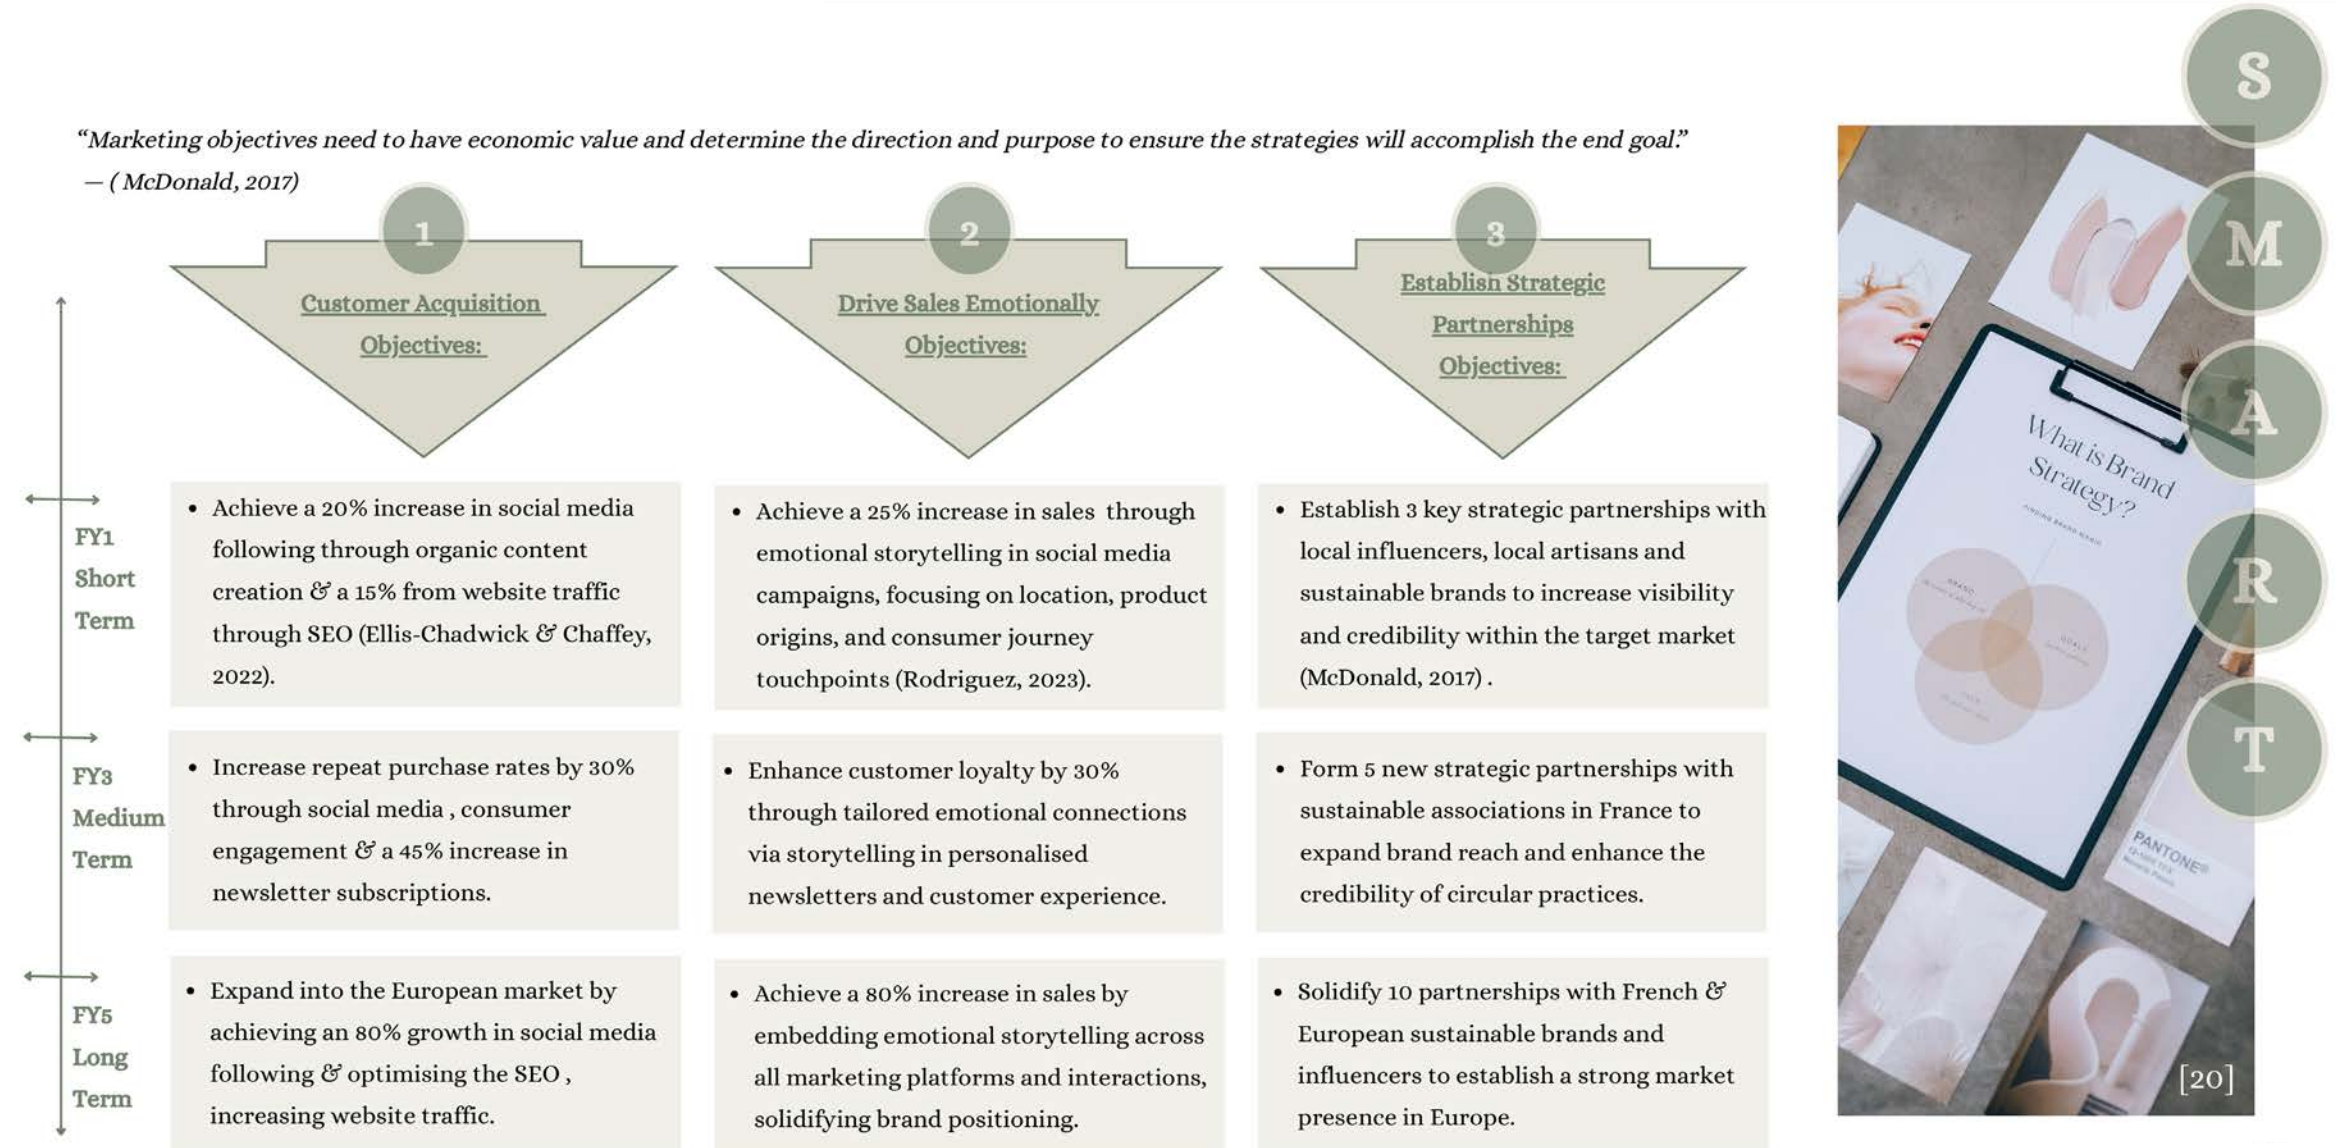 “Marketing objectives need to have economic value and determine the direction and purpose to ensure the strategies will accomplish the end goal.”
— ( McDonald, 2017)
1
Customer Acquisition
Objectives:
2
Drive Sales Emotionally
Objectives:
3
Establish Strategic
Partnerships
Objectives:
FY1
Short
Term
• Achieve a 20% increase in social media
following through organic content
creation & a 15% from website traffic
through SEO (Ellis-Chadwick & Chaffey,
2022).
• Achieve a 25% increase in sales through
emotional storytelling in social media
campaigns, focusing on location, product
origins, and consumer journey
touchpoints (Rodriguez, 2023).
• Establish 3 key strategic partnerships with
local influencers, local artisans and
sustainable brands to increase visibility
and credibility within the target market
(McDonald, 2017) .
FY3
Medium
Term
• Increase repeat purchase rates by 30%
through social media , consumer
engagement & a 45% increase in
newsletter subscriptions.
• Enhance customer loyalty by 30%
through tailored emotional connections
via storytelling in personalised
newsletters and customer experience.
• Form 5 new strategic partnerships with
sustainable associations in France to
expand brand reach and enhance the
credibility of circular practices.
FY5
Long
Term
• Expand into the European market by
achieving an 80% growth in social media
following & optimising the SEO ,
increasing website traffic.
• Achieve a 80% increase in sales by
embedding emotional storytelling across
all marketing platforms and interactions,
solidifying brand positioning.
• Solidify 10 partnerships with French &
European sustainable brands and
influencers to establish a strong market
presence in Europe.
S
M
A
R
T
What is Brand
Strategy?
PANTONE®
[20]